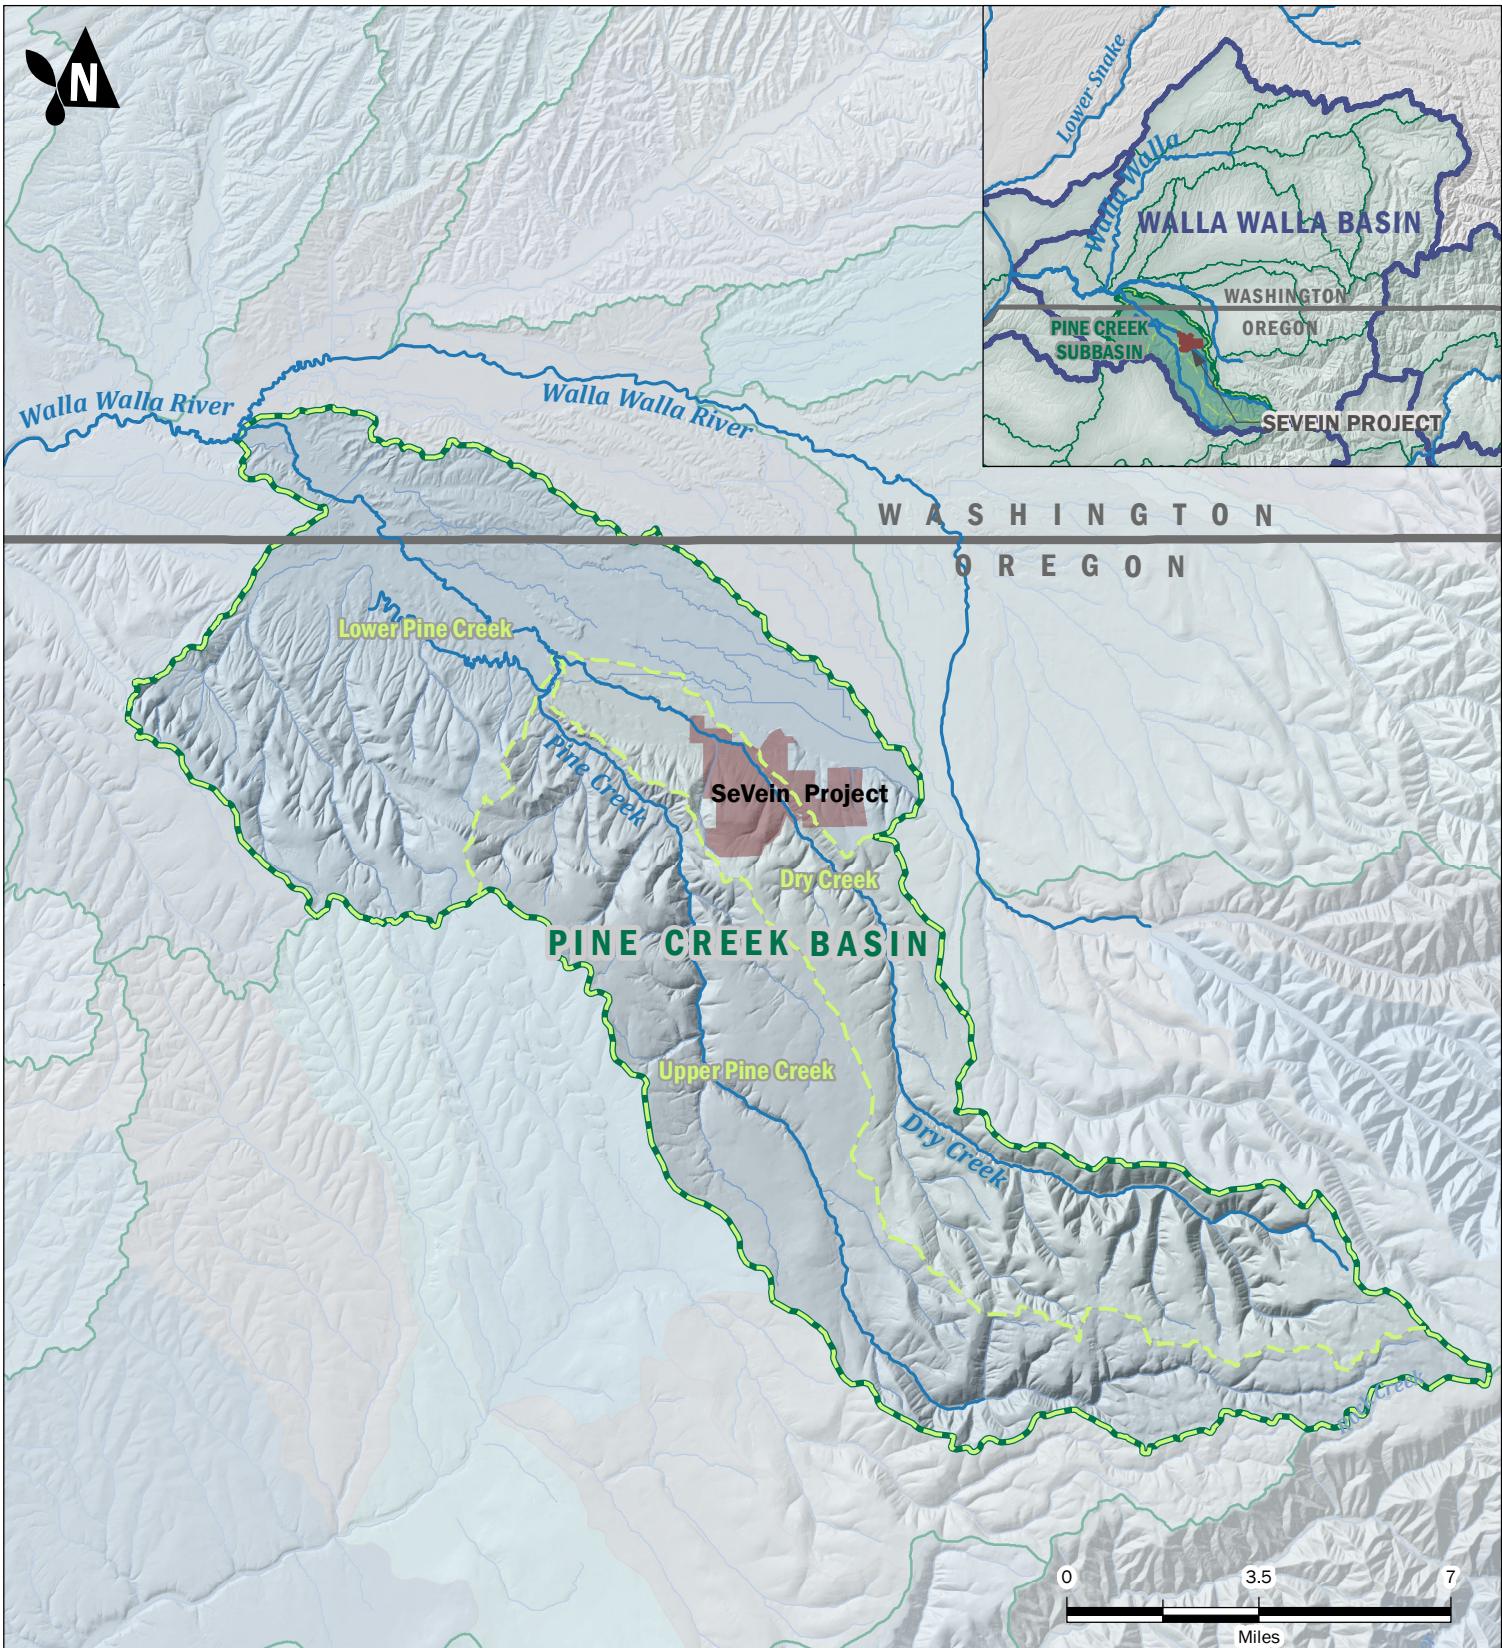 N
Lower Snake
Walla Walla
WALLA WALLA BASIN
WASHINGTON
OREGON
PINE CREEK
SUBBASIN
SEVEIN PROJECT
Walla Walla River
Walla Walla River
WASHINGTON
OREGON
Lower Pine Creek
Pine Creek
SeVein Project
Dry Creek
PINE CREEK BASIN
Upper Pine Creek
Dry Creek
Creek
0 3.5 7
Miles